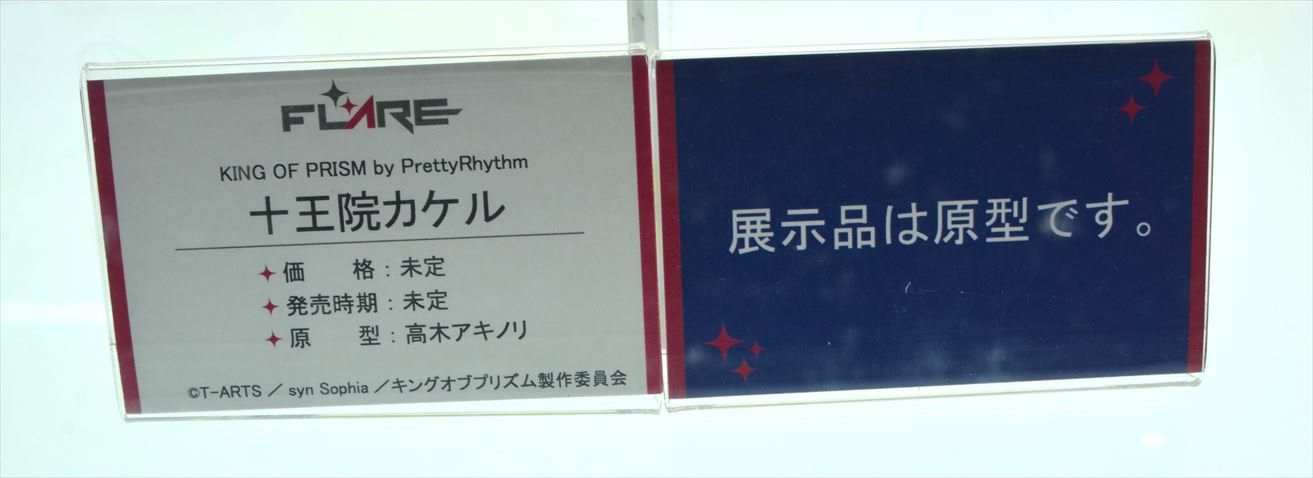 FLARE
KING OF PRISM by PrettyRhythm
十王院カケル
価　　格：未定
発売時期：未定
原　　型：高木アキノリ
©T-ARTS／syn Sophia／キングオブプリズム製作委員会
展示品は原型です。